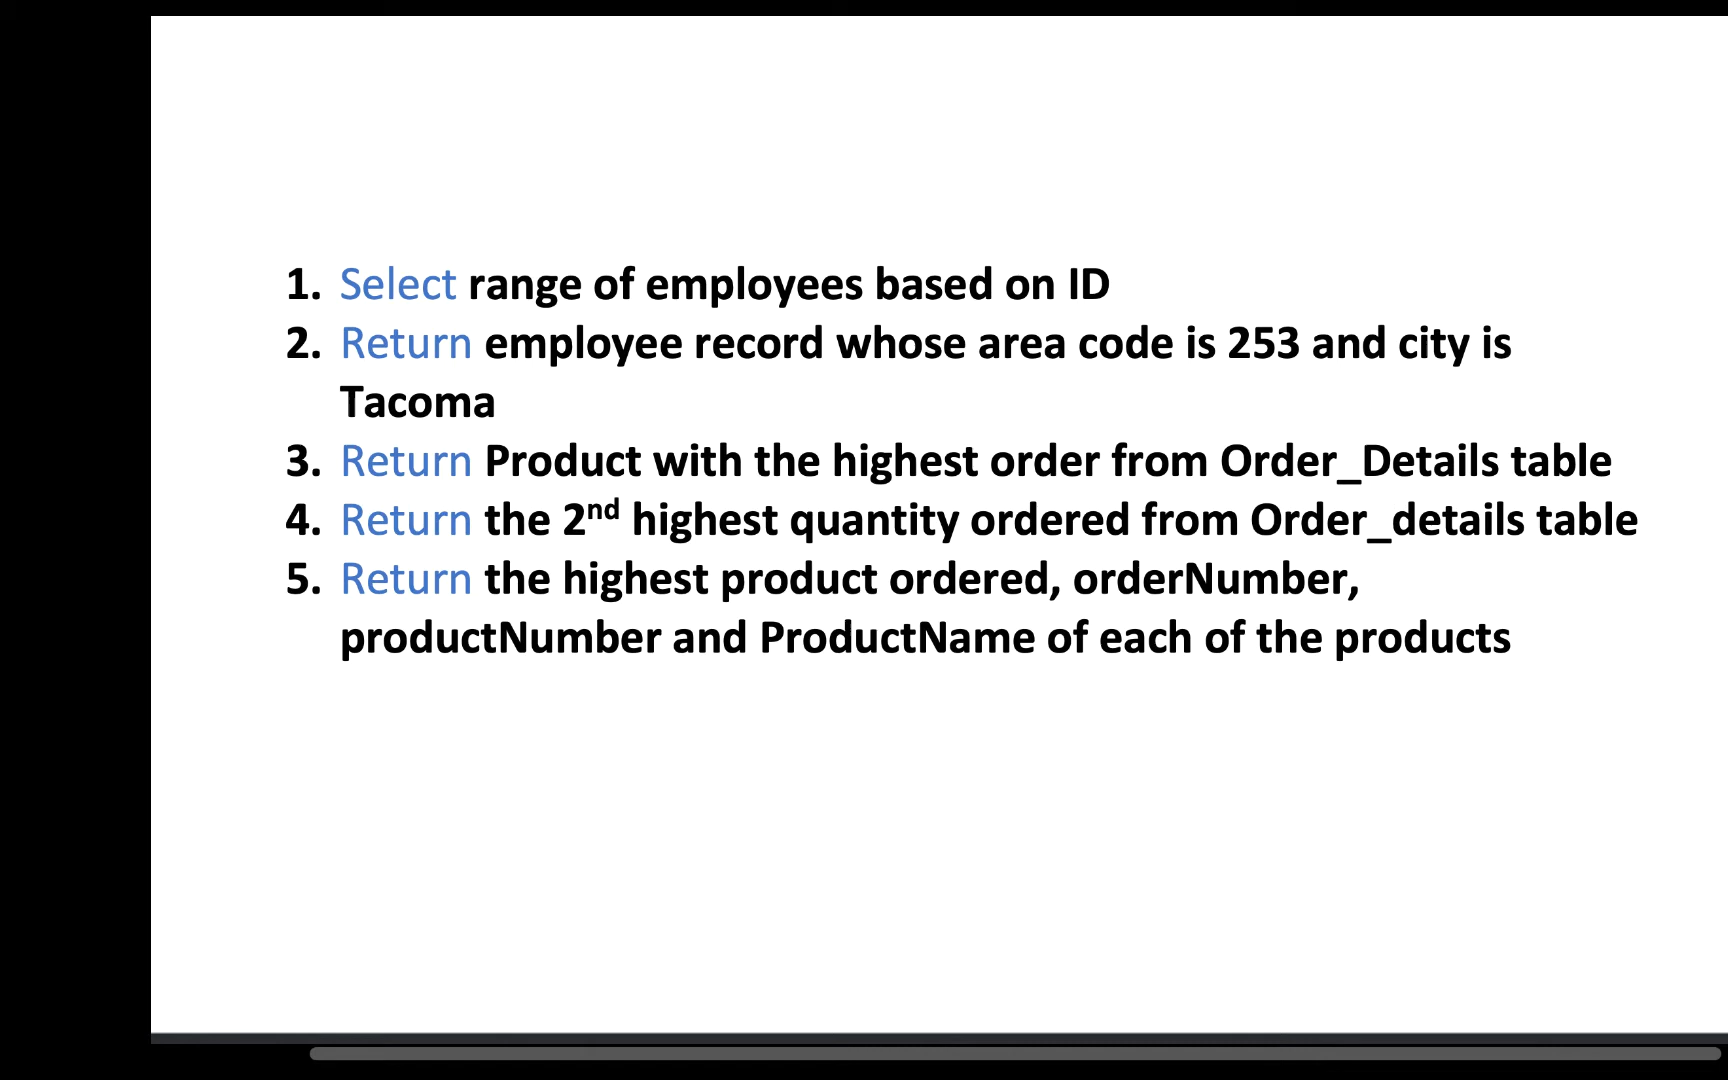 1. Select range of employees based on ID
2. Return employee record whose area code is 253 and city is
Tacoma
3. Return Product with the highest order from Order_Details table
4. Return the 2nd highest quantity ordered from Order_details table
5. Return the highest product ordered, orderNumber,
productNumber and ProductName of each of the products